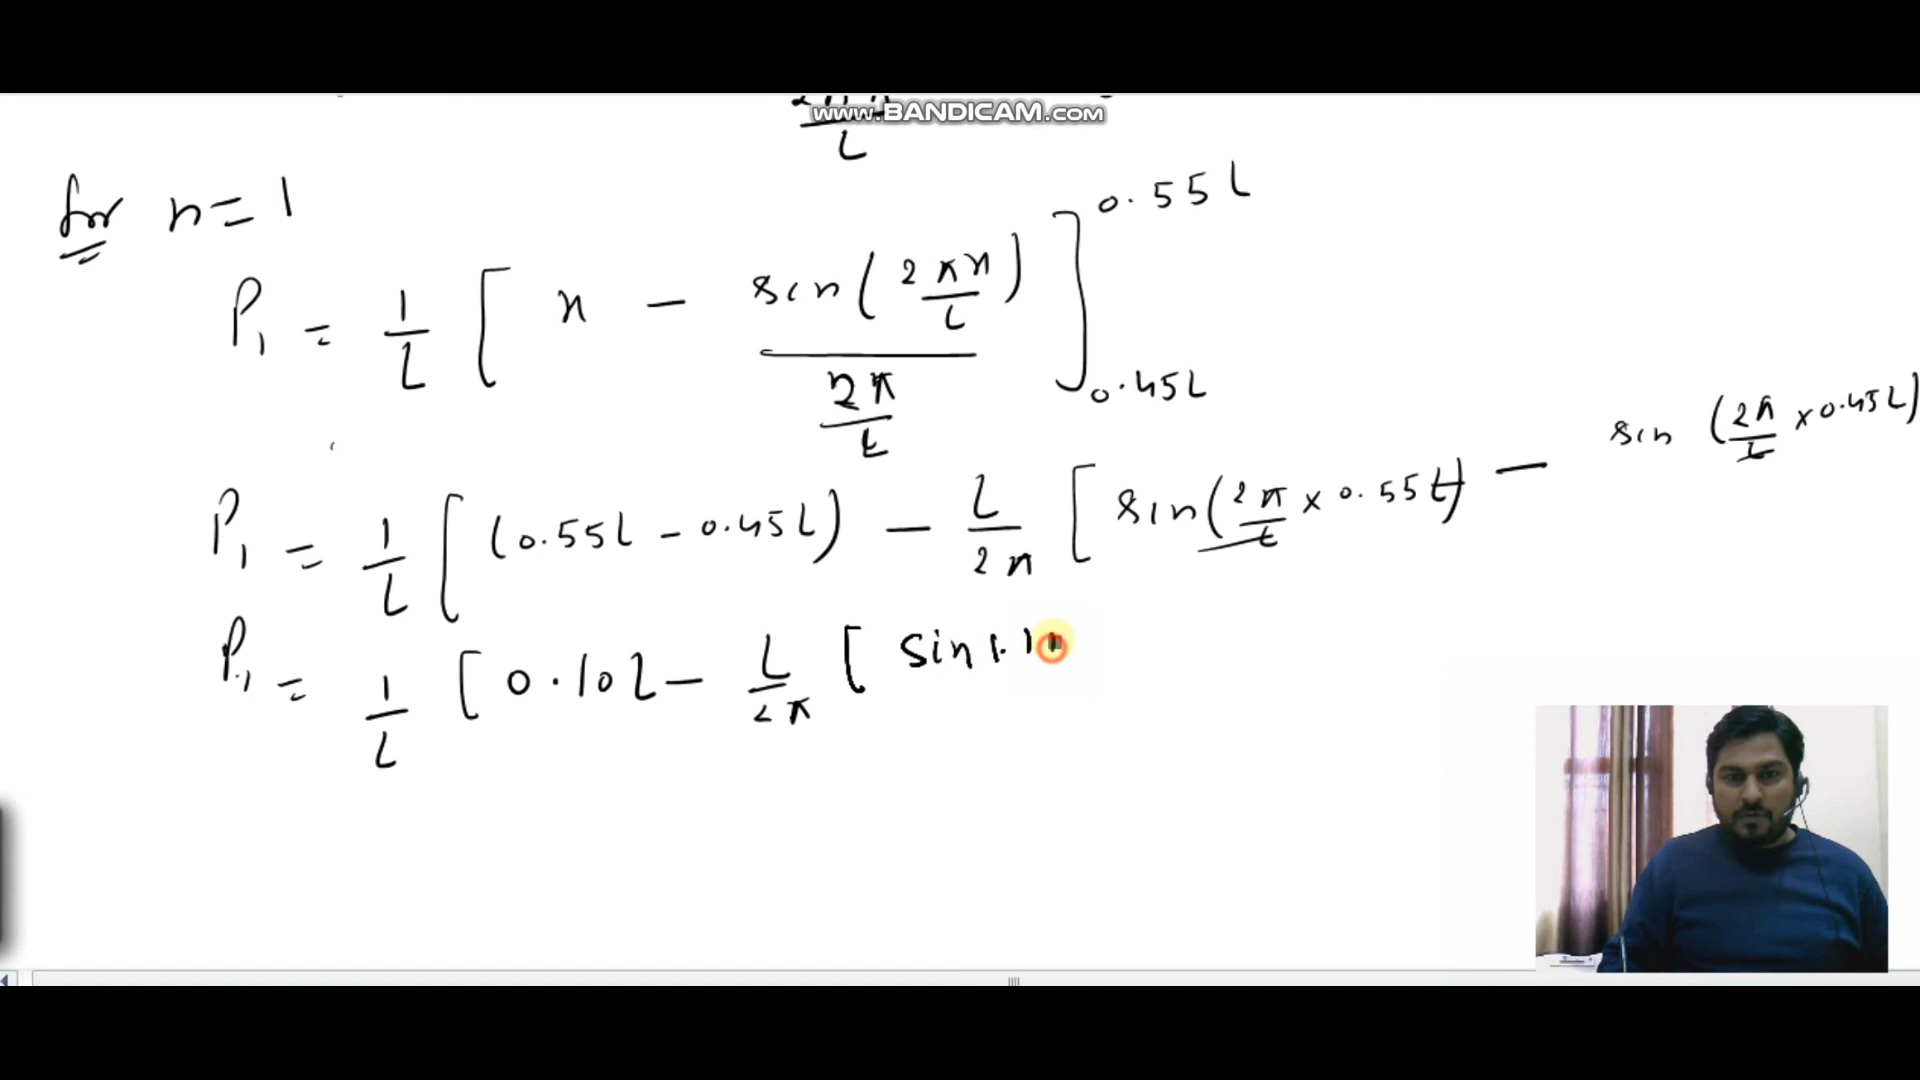 www.BANDICAM.com
L
for n=1
P₁ = 1/L [ x - sin(2πx/L) / (2π/L) ] 0.55L 0.45L
P₁ = 1/L [ (0.55L - 0.45L) - L/2π [ sin(2π/L × 0.55L) - sin (2π/L × 0.45L)
P₁ = 1/L [ 0.10L - L/2π [ sin 1.1